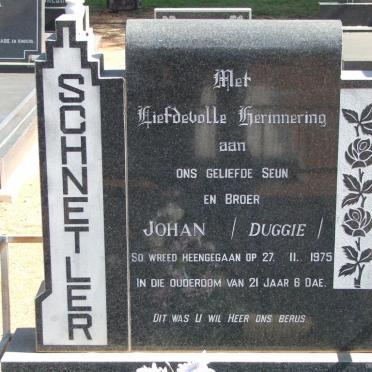 SCHNETLER
Met
Liefdevolle Herinnering
aan
ONS GELIEFDE SEUN
EN BROER
JOHAN / DUGGIE /
SO WREED HEENGEGAAN OP 27. 11. 1975
IN DIE OUDERDOM VAN 21 JAAR 6 DAE.
DIT WAS U WIL HEER ONS BERUS